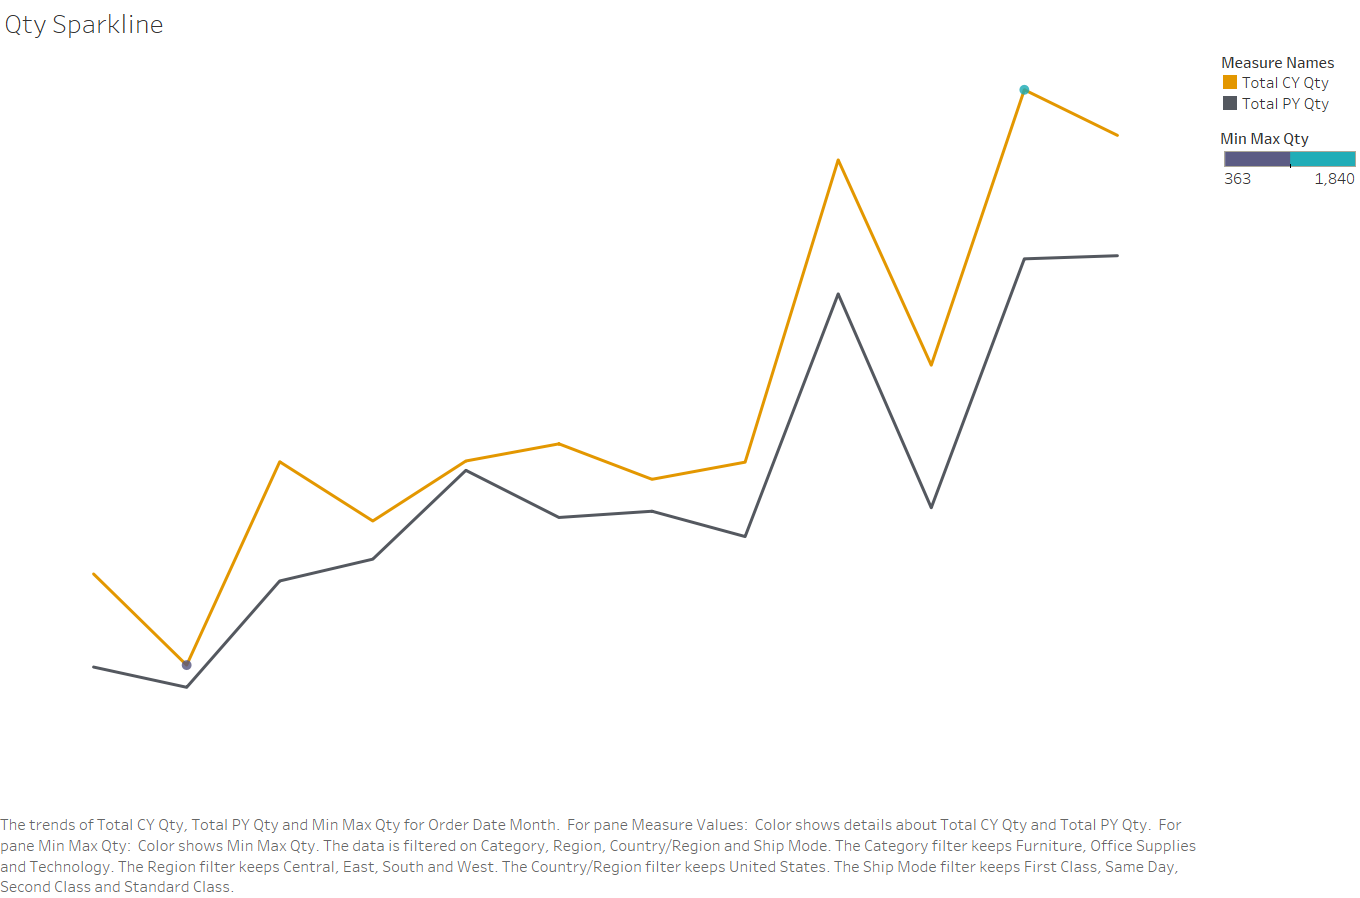 Qty Sparkline
Measure Names
Total CY Qty
Total PY Qty
Min Max Qty
363 1,840
The trends of Total CY Qty, Total PY Qty and Min Max Qty for Order Date Month.  For pane Measure Values:  Color shows details about Total CY Qty and Total PY Qty.  For
pane Min Max Qty:  Color shows Min Max Qty. The data is filtered on Category, Region, Country/Region and Ship Mode. The Category filter keeps Furniture, Office Supplies
and Technology. The Region filter keeps Central, East, South and West. The Country/Region filter keeps United States. The Ship Mode filter keeps First Class, Same Day,
Second Class and Standard Class.